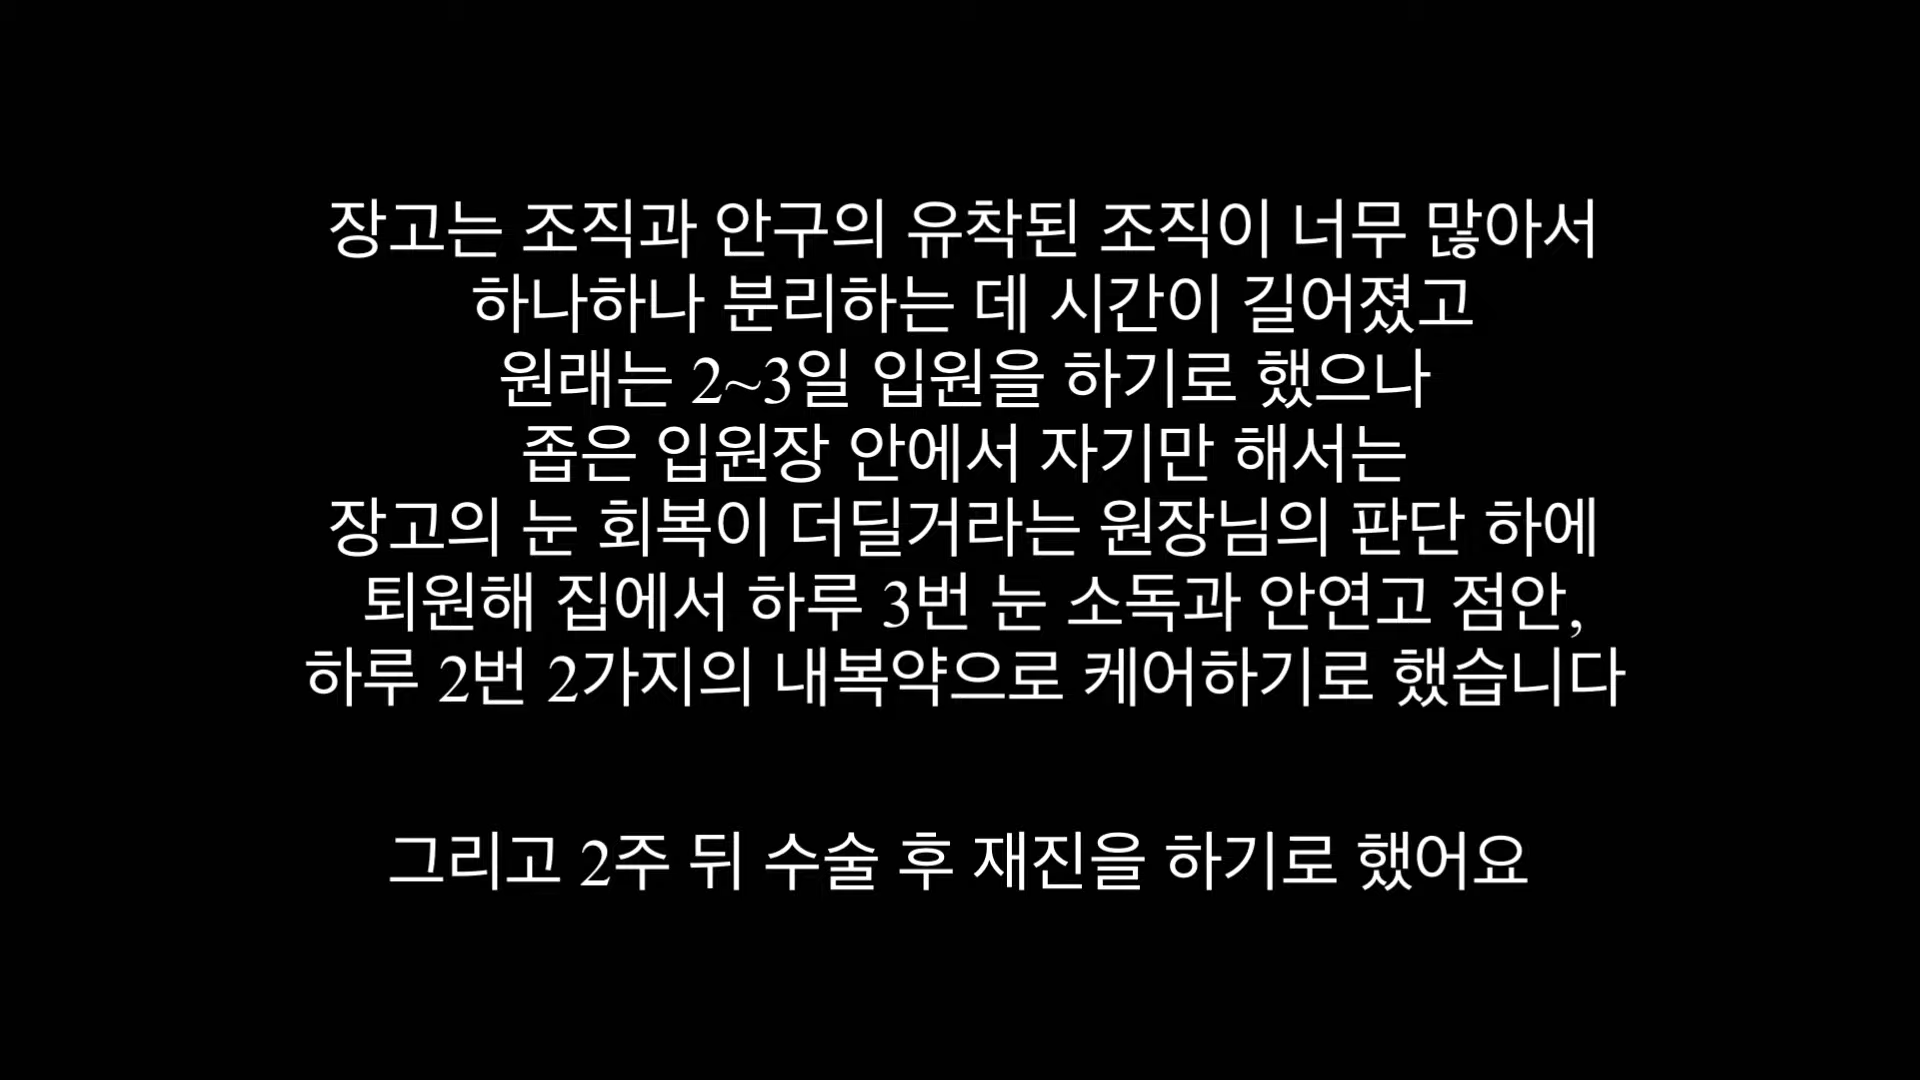 장고는 조직과 안구의 유착된 조직이 너무 많아서
하나하나 분리하는 데 시간이 길어졌고
원래는 2~3일 입원을 하기로 했으나
좁은 입원장 안에서 자기만 해서는
장고의 눈 회복이 더딜거라는 원장님의 판단 하에
퇴원해 집에서 하루 3번 눈 소독과 안연고 점안,
하루 2번 2가지의 내복약으로 케어하기로 했습니다
그리고 2주 뒤 수술 후 재진을 하기로 했어요